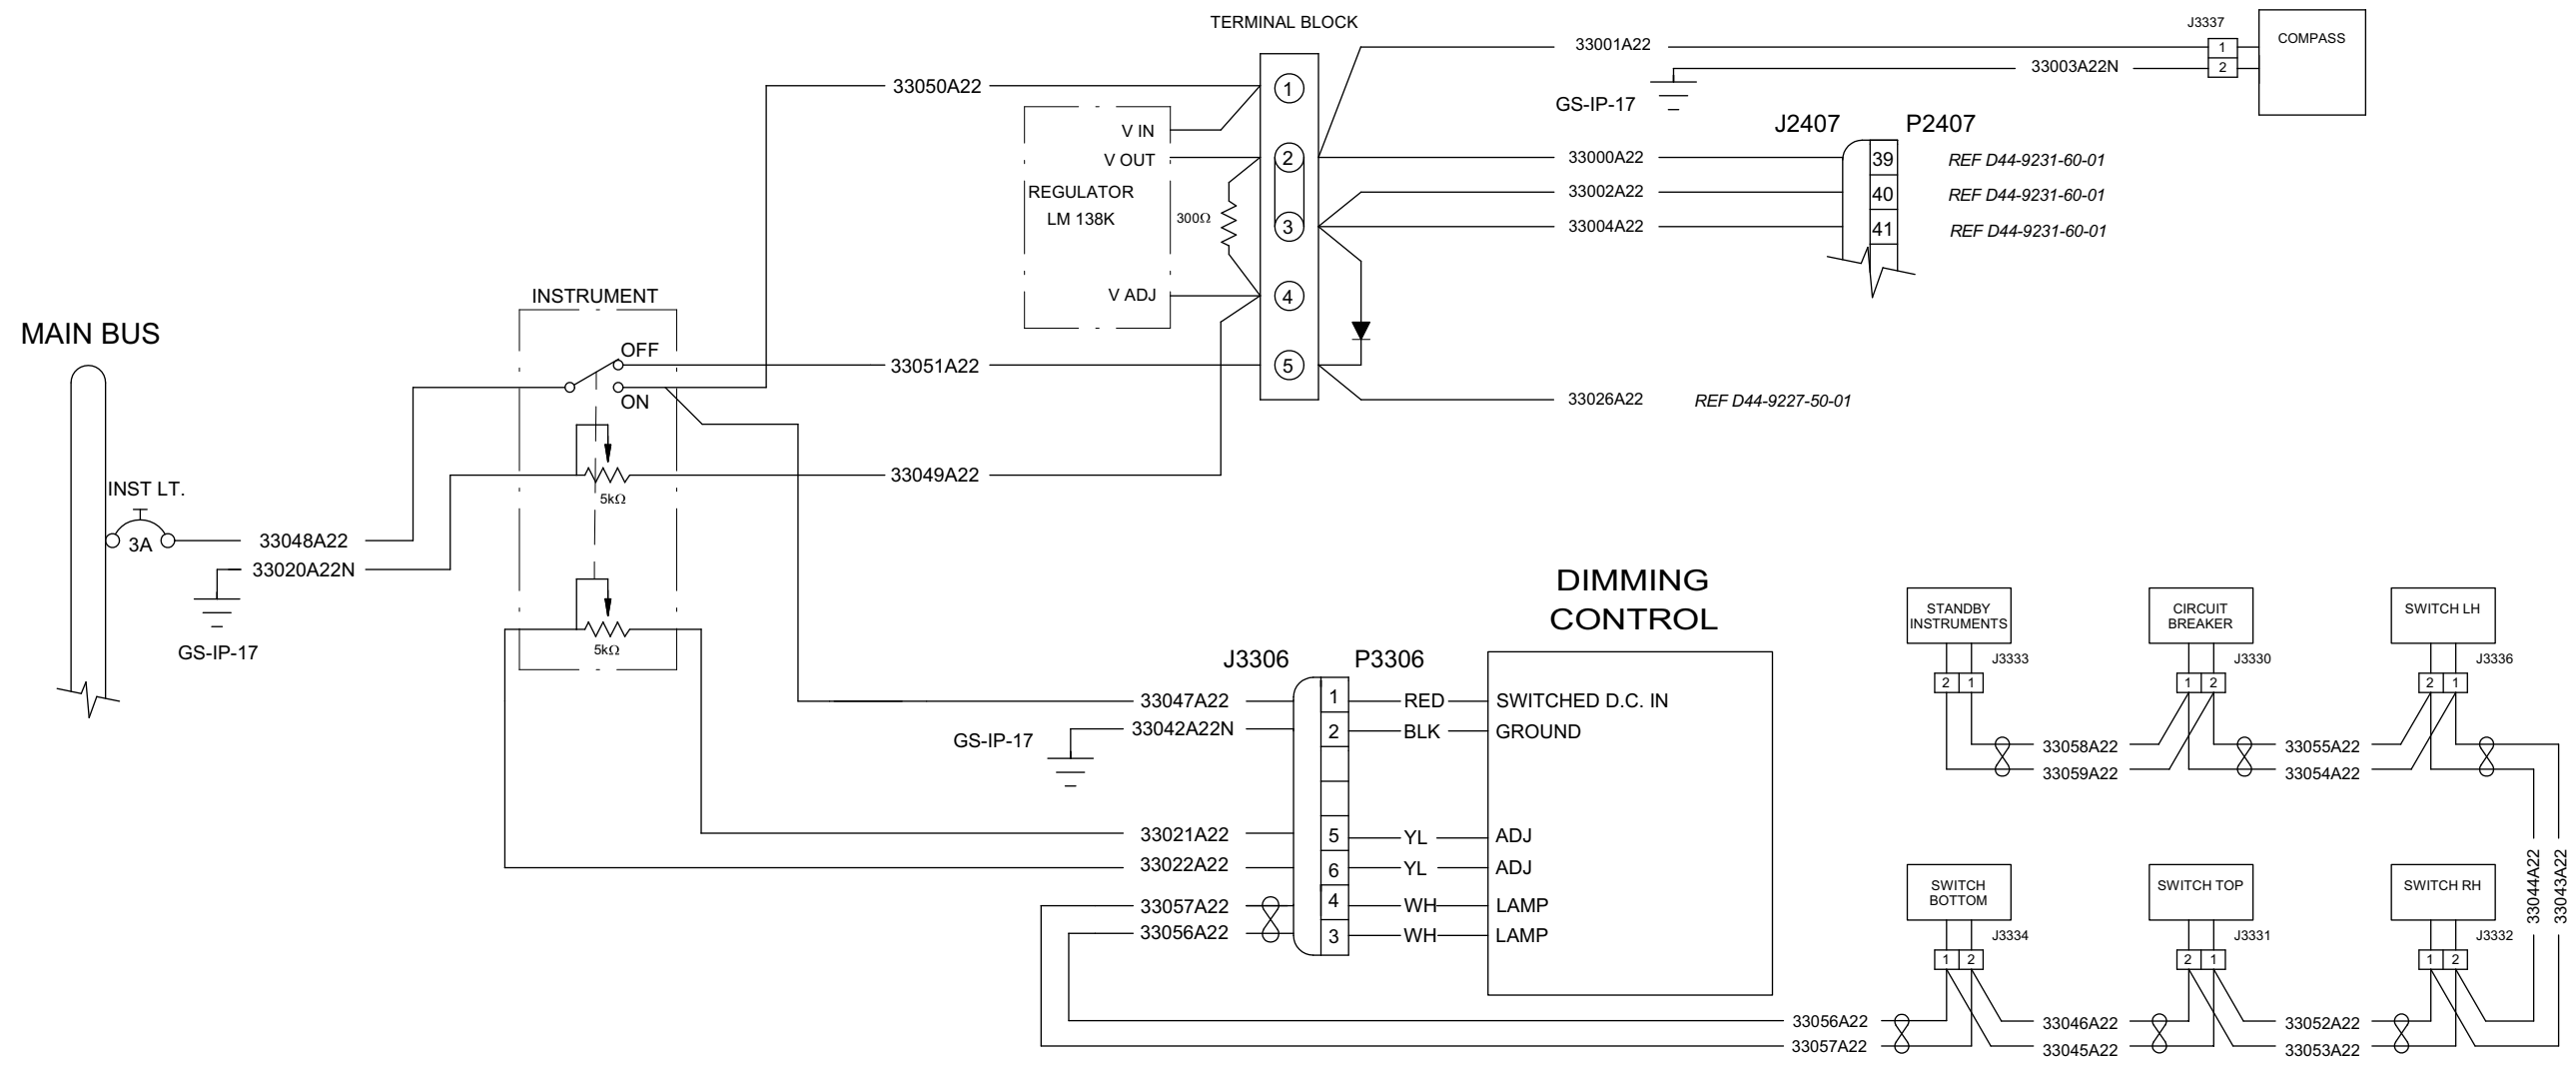 TERMINAL BLOCK
J3337
COMPASS
33001A22
1
33003A22N
2
33050A22
1
GS-IP-17
J2407
P2407
V IN
V OUT
2
33000A22
39
REF D44-9231-60-01
REGULATOR
LM 138K
33002A22
40
REF D44-9231-60-01
300Ω
3
33004A22
41
REF D44-9231-60-01
V ADJ
4
INSTRUMENT
MAIN BUS
OFF
33051A22
5
ON
33026A22
REF D44-9227-50-01
33049A22
INST LT.
5kΩ
3A
33048A22
33020A22N
GS-IP-17
5kΩ
DIMMING
CONTROL
J3306
P3306
33047A22
1
RED
SWITCHED D.C. IN
GS-IP-17
33042A22N
2
BLK
GROUND
33021A22
5
YL
ADJ
33022A22
6
YL
ADJ
33057A22
4
WH
LAMP
33056A22
3
WH
LAMP
STANDBY
INSTRUMENTS
J3333
2 1
CIRCUIT
BREAKER
J3330
1 2
SWITCH LH
J3336
2 1
33058A22
33055A22
33059A22
33054A22
33044A22
33043A22
SWITCH
BOTTOM
J3334
1 2
SWITCH TOP
J3331
2 1
SWITCH RH
J3332
1 2
33056A22
33046A22
33052A22
33057A22
33045A22
33053A22